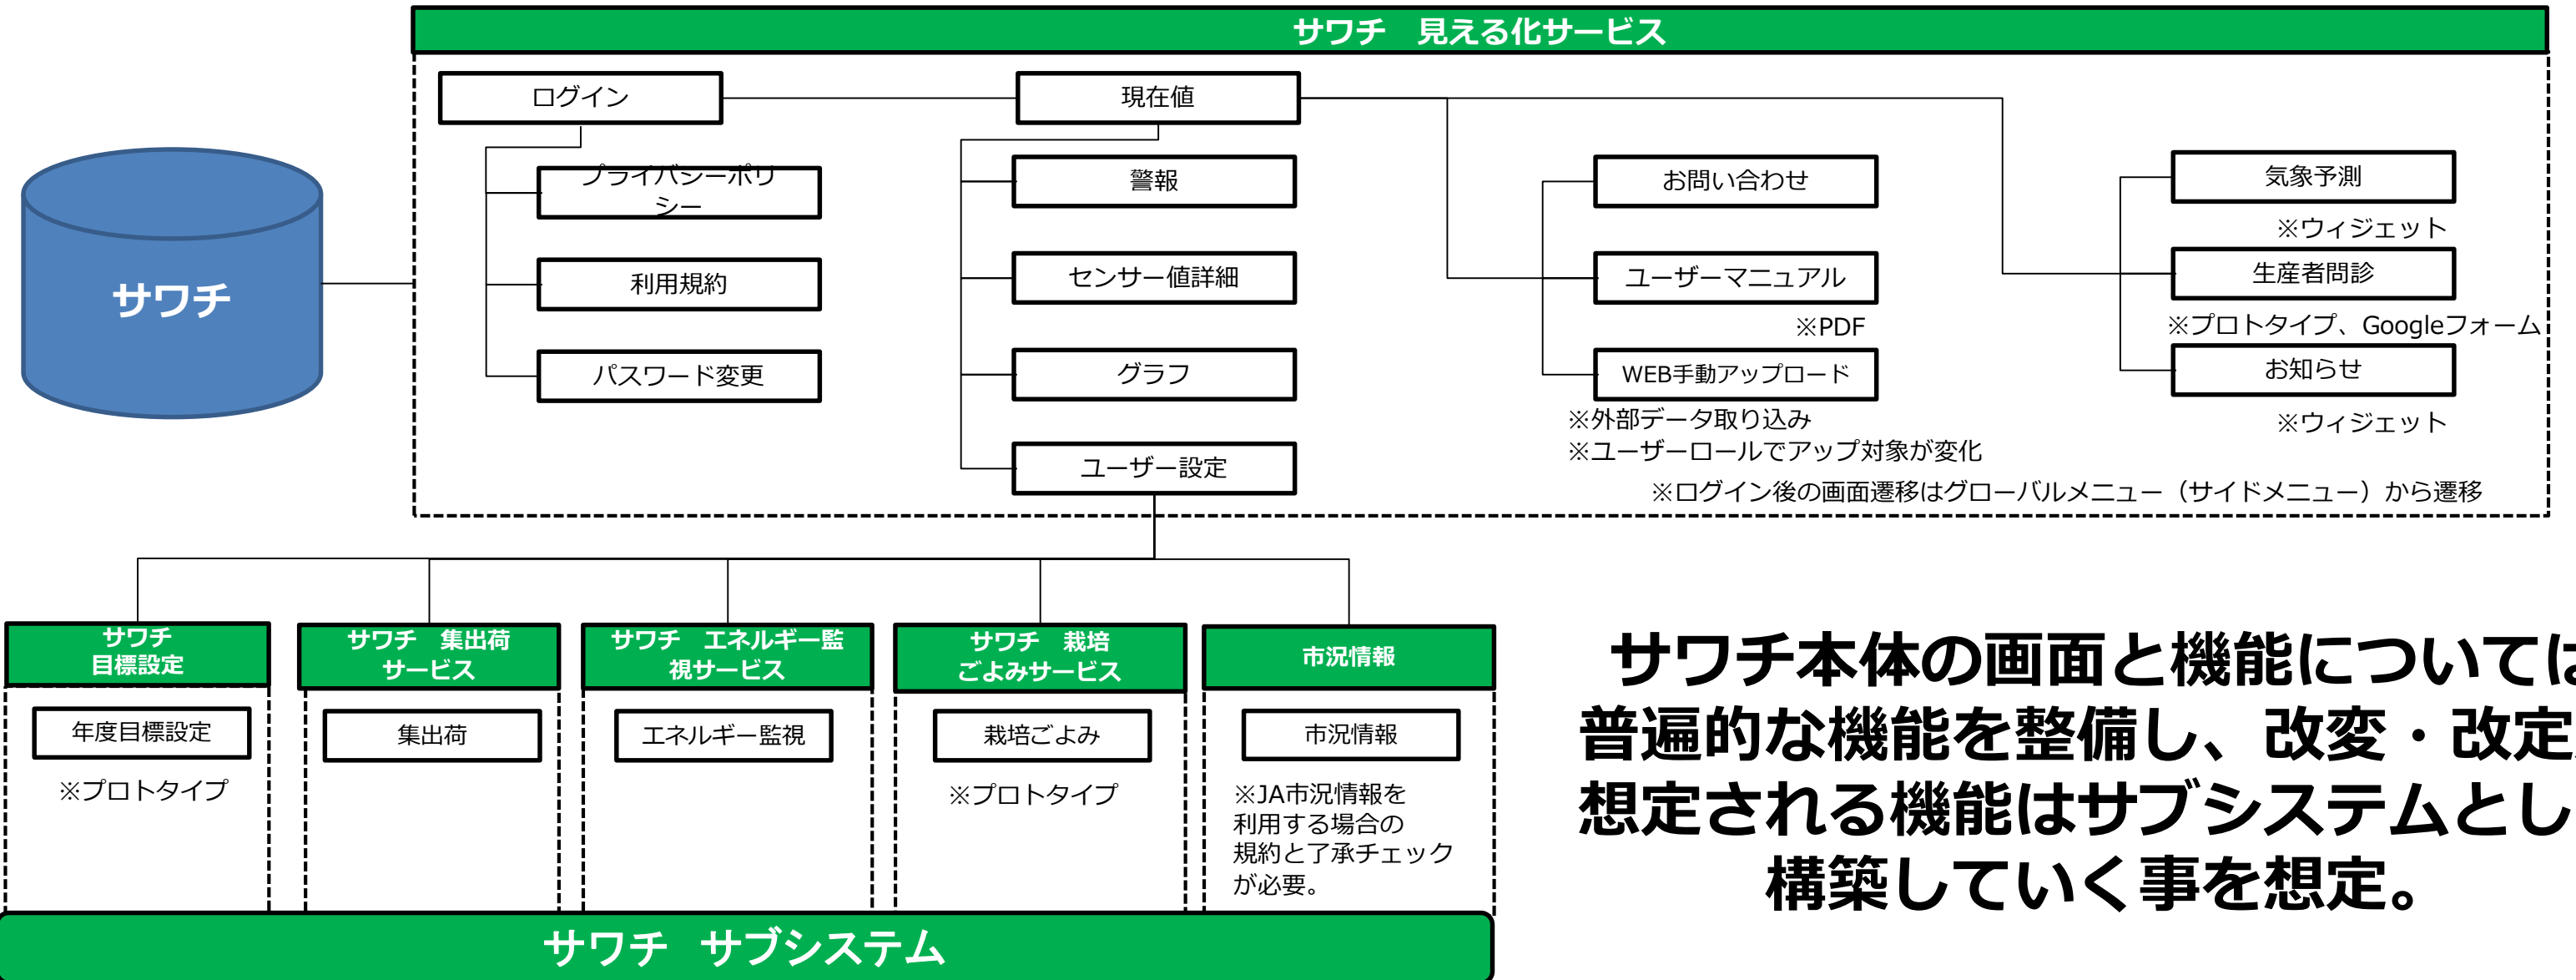 サワチ　見える化サービス
ログイン
現在値
プライバシーポリ
シー
利用規約
パスワード変更
警報
センサー値詳細
グラフ
ユーザー設定
お問い合わせ
ユーザーマニュアル
※PDF
WEB手動アップロード
※外部データ取り込み
※ユーザーロールでアップ対象が変化
気象予測
※ウィジェット
生産者問診
※プロトタイプ、Googleフォーム
お知らせ
※ウィジェット
※ログイン後の画面遷移はグローバルメニュー（サイドメニュー）から遷移
サワチ
サワチ
目標設定
年度目標設定
※プロトタイプ
サワチ　集出荷
サービス
集出荷
サワチ　エネルギー監
視サービス
エネルギー監視
サワチ　栽培
ごよみサービス
栽培ごよみ
※プロトタイプ
市況情報
市況情報
※JA市況情報を
利用する場合の
規約と了承チェック
が必要。
サワチ　サブシステム
サワチ本体の画面と機能については
普遍的な機能を整備し、改変・改定
想定される機能はサブシステムとし
構築していく事を想定。